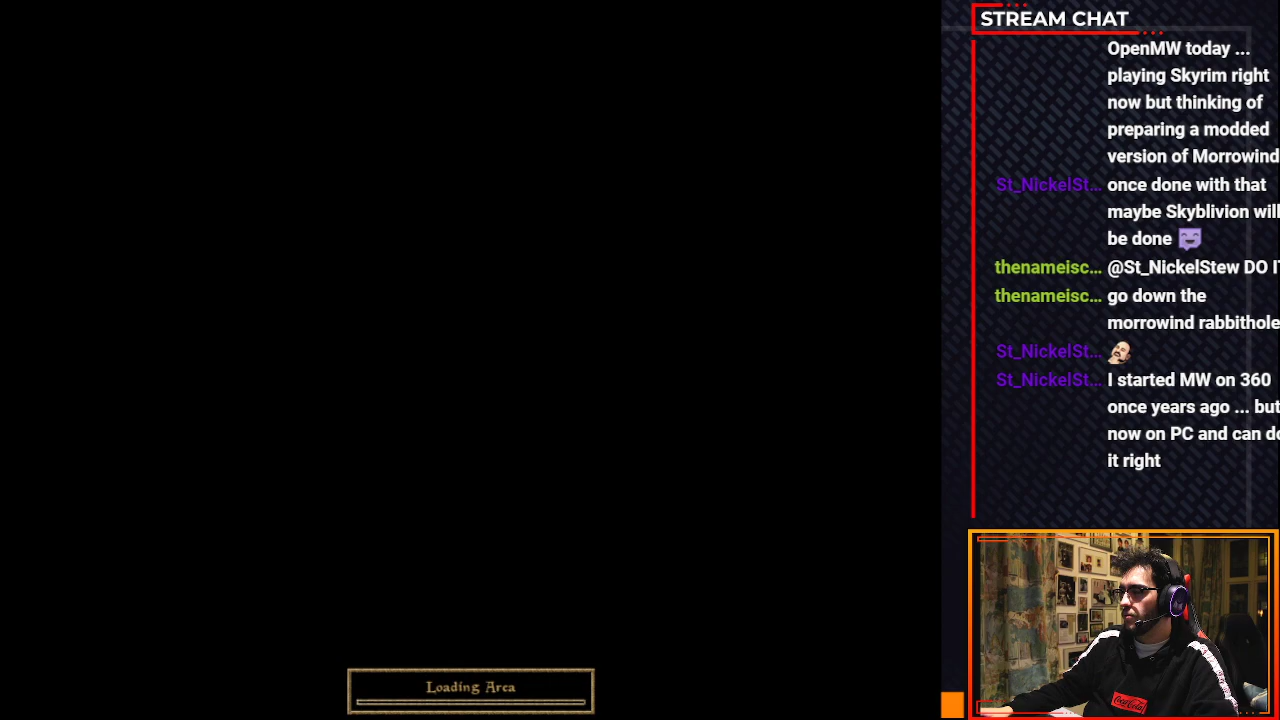 STREAM CHAT
OpenMW today ...
playing Skyrim right
now but thinking of
preparing a modded
version of Morrowind
St_NickelSt... once done with that
maybe Skyblivion will
be done
thenameisc... @St_NickelStew DO IT
thenameisc... go down the
morrowind rabbithole
St_NickelSt...
St_NickelSt... I started MW on 360
once years ago ... but
now on PC and can do
it right
Loading Area
Coca-Cola